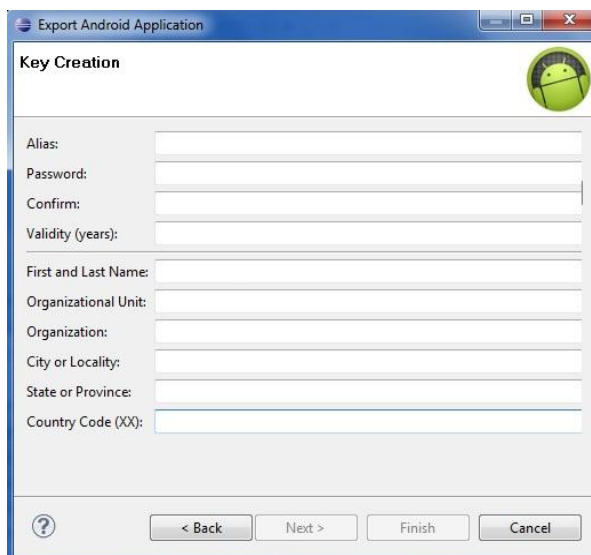 Export Android Application
Key Creation
Alias:
Password:
Confirm:
Validity (years):
First and Last Name:
Organizational Unit:
Organization:
City or Locality:
State or Province:
Country Code (XX):
? < Back Next > Finish Cancel